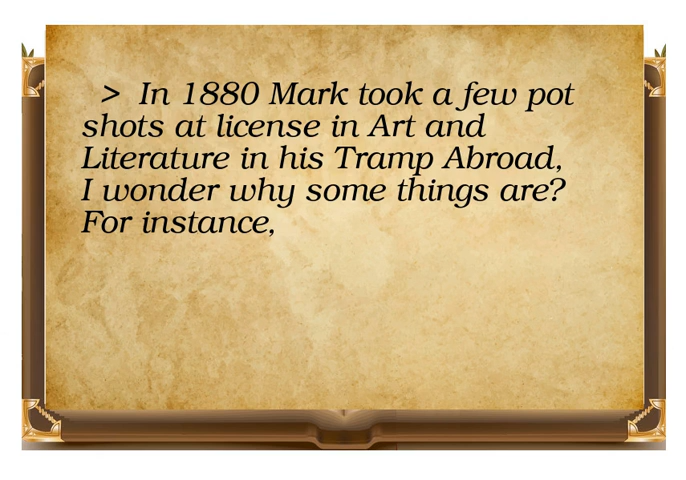 > In 1880 Mark took a few pot
shots at license in Art and
Literature in his Tramp Abroad,
I wonder why some things are?
For instance,